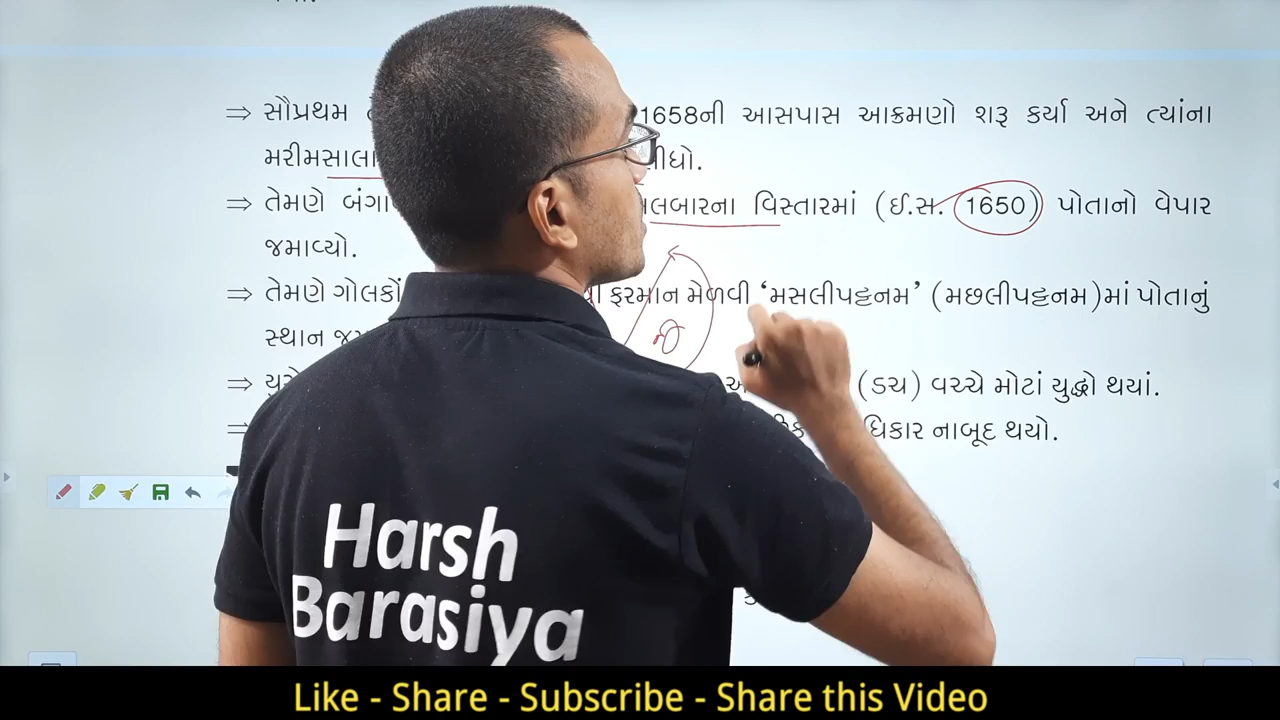 ⇒ સૌપ્રથમ 1658ની આસપાસ આક્રમણો શરૂ કર્યા અને ત્યાંના
મરીમસાલા લીધો.
⇒ તેમણે લબારના વિસ્તારમાં (ઈ.સ. 1650) પોતાનો વેપાર
જમાવ્યો.
⇒ તેમણે ગોલકોં ફરમાન મેળવી ‘મસલીપટ્ટનમ’ (મછલીપટ્ટનમ)માં પોતાનું
સ્થાન
⇒ (ડચ) વચ્ચે મોટાં યુદ્ધો થયાં.
⇒ ધિકાર નાબૂદ થયો.
Harsh
Barasiya
Like - Share - Subscribe - Share this Video